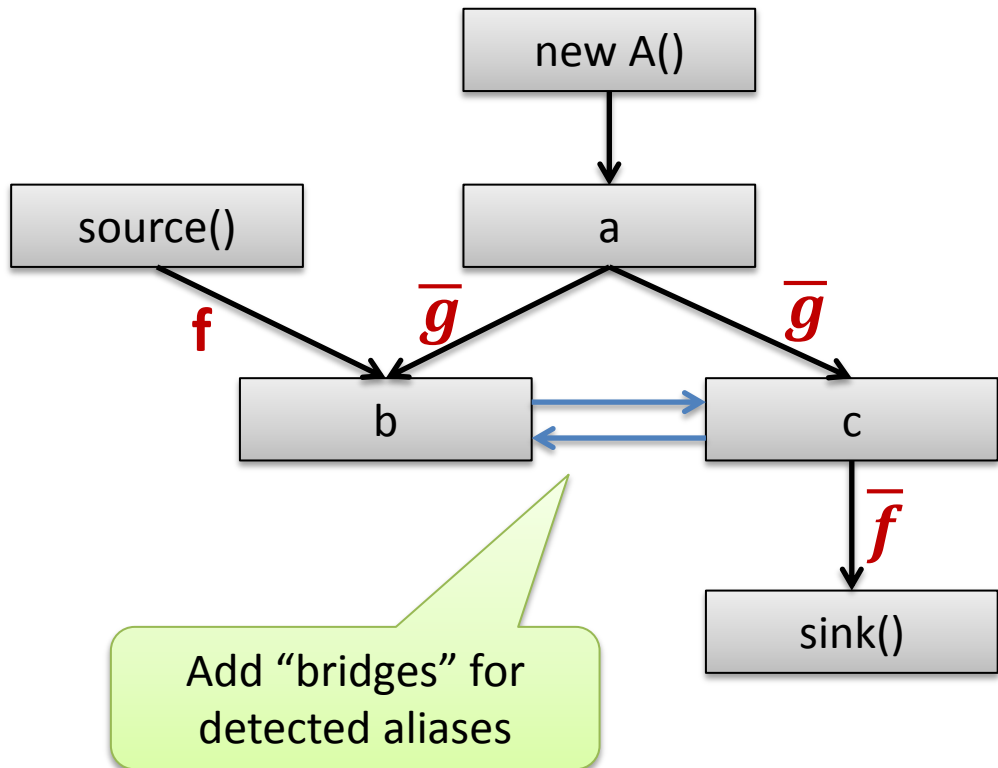 new A()
source()
a
f
g̅
g̅
b
c
f̅
sink()
Add “bridges” for
detected aliases